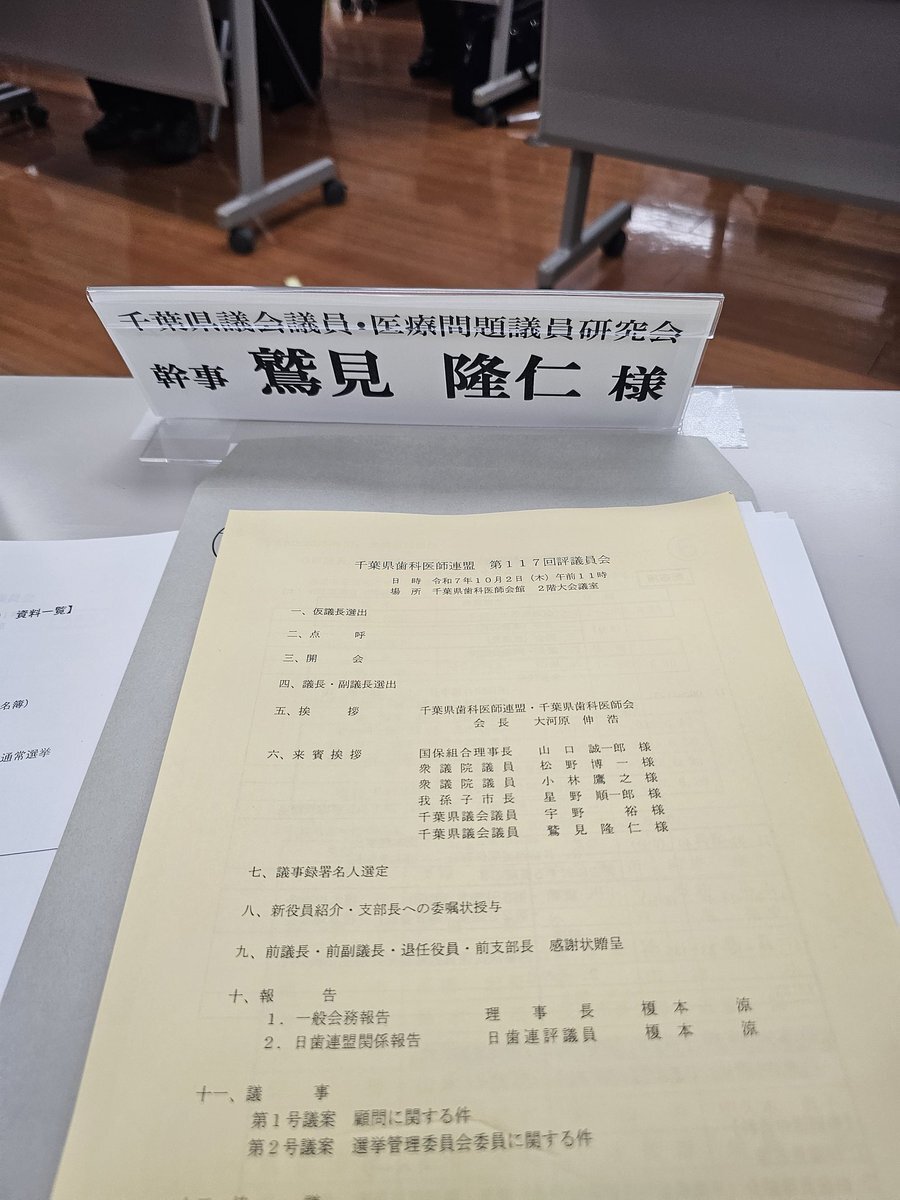 千葉県議会議員・医療問題議員研究会
幹事 鷲見 隆仁 様
資料一覧】
名簿)
通常選挙
千葉県歯科医師連盟 第117回評議員会
日 時 令和7年10月2日(木)午前11時
場 所 千葉県歯科医師会館 2階大会議室
一、仮議長選出
二、点 呼
三、開 会
四、議長・副議長選出
五、挨 拶 千葉県歯科医師連盟・千葉県歯科医師会
会 長 大河原 伸浩
六、来賓挨拶 国保組合理事長 山口 誠一郎 様
衆議院議員 松野 博一 様
衆議院議員 小林 鷹之 様
我孫子市長 星野 順一郎 様
千葉県議会議員 宇野 裕 様
千葉県議会議員 鷲見 隆仁 様
七、議事録署名人選定
八、新役員紹介・支部長への委嘱状授与
九、前議長・前副議長・退任役員・前支部長 感謝状贈呈
十、報 告
1.一般会務報告 理事長 榎本 涼
2.日歯連盟関係報告 日歯連評議員 榎本 涼
十一、議 事
第1号議案 顧問に関する件
第2号議案 選挙管理委員会委員に関する件